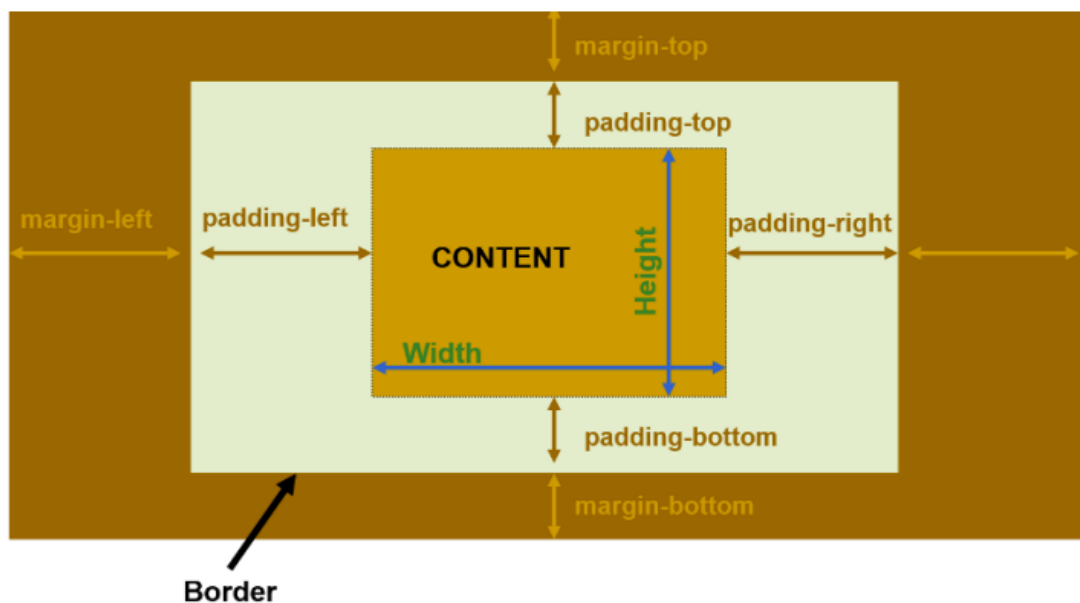 margin-top
padding-top
margin-left
padding-left
padding-right
CONTENT
Height
Width
padding-bottom
margin-bottom
Border